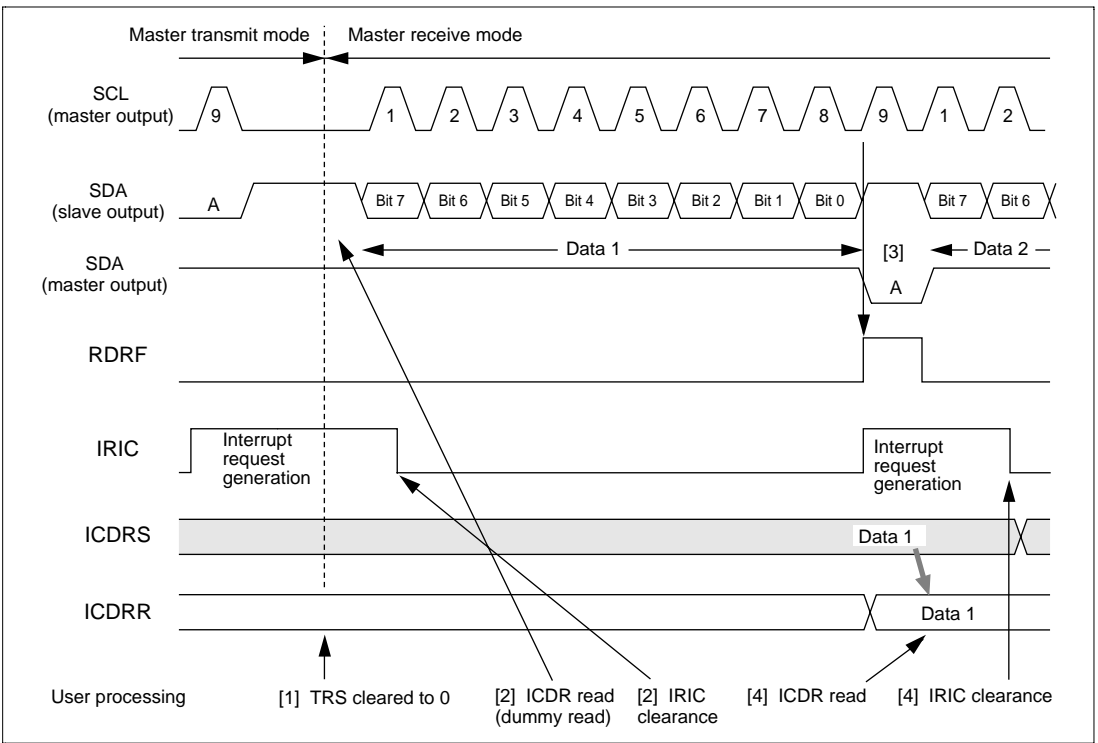 Master transmit mode Master receive mode
SCL
(master output)
9 1 2 3 4 5 6 7 8 9 1 2
SDA
(slave output)
A Bit 7 Bit 6 Bit 5 Bit 4 Bit 3 Bit 2 Bit 1 Bit 0 Bit 7 Bit 6
Data 1 [3] Data 2
SDA
(master output)
A
RDRF
IRIC
Interrupt
request
generation
Interrupt
request
generation
ICDRS
Data 1
ICDRR
Data 1
User processing
[1] TRS cleared to 0
[2] ICDR read
(dummy read)
[2] IRIC
clearance
[4] ICDR read
[4] IRIC clearance